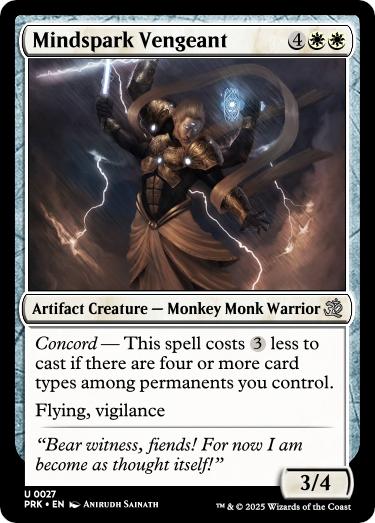 Mindspark Vengeant 4
Artifact Creature — Monkey Monk Warrior
Concord — This spell costs 3 less to
cast if there are four or more card
types among permanents you control.
Flying, vigilance
“Bear witness, fiends! For now I am
become as thought itself!”
3/4
U 0027
PRK • EN Anirudh Sainath
™ & © 2025 Wizards of the Coast